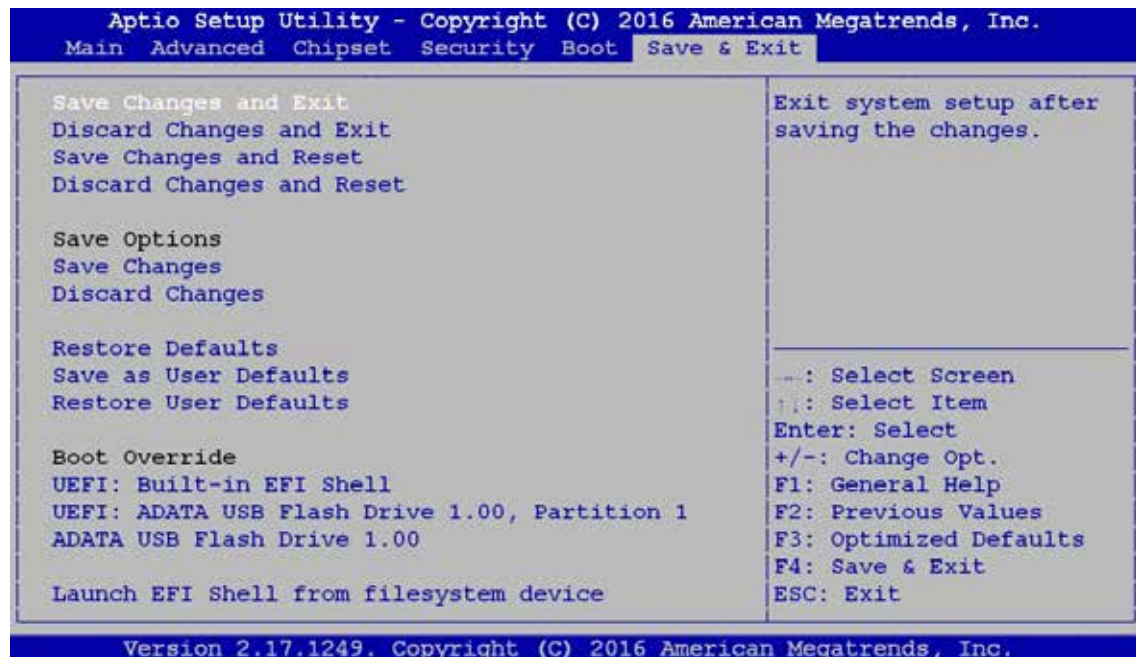 Aptio Setup Utility - Copyright (C) 2016 American Megatrends, Inc.
Main Advanced Chipset Security Boot Save & Exit
Save Changes and Exit
Discard Changes and Exit
Save Changes and Reset
Discard Changes and Reset
Save Options
Save Changes
Discard Changes
Restore Defaults
Save as User Defaults
Restore User Defaults
Boot Override
UEFI: Built-in EFI Shell
UEFI: ADATA USB Flash Drive 1.00, Partition 1
ADATA USB Flash Drive 1.00
Launch EFI Shell from filesystem device
Exit system setup after
saving the changes.
→←: Select Screen
↑↓: Select Item
Enter: Select
+/-: Change Opt.
F1: General Help
F2: Previous Values
F3: Optimized Defaults
F4: Save & Exit
ESC: Exit
Version 2.17.1249. Copyright (C) 2016 American Megatrends, Inc.